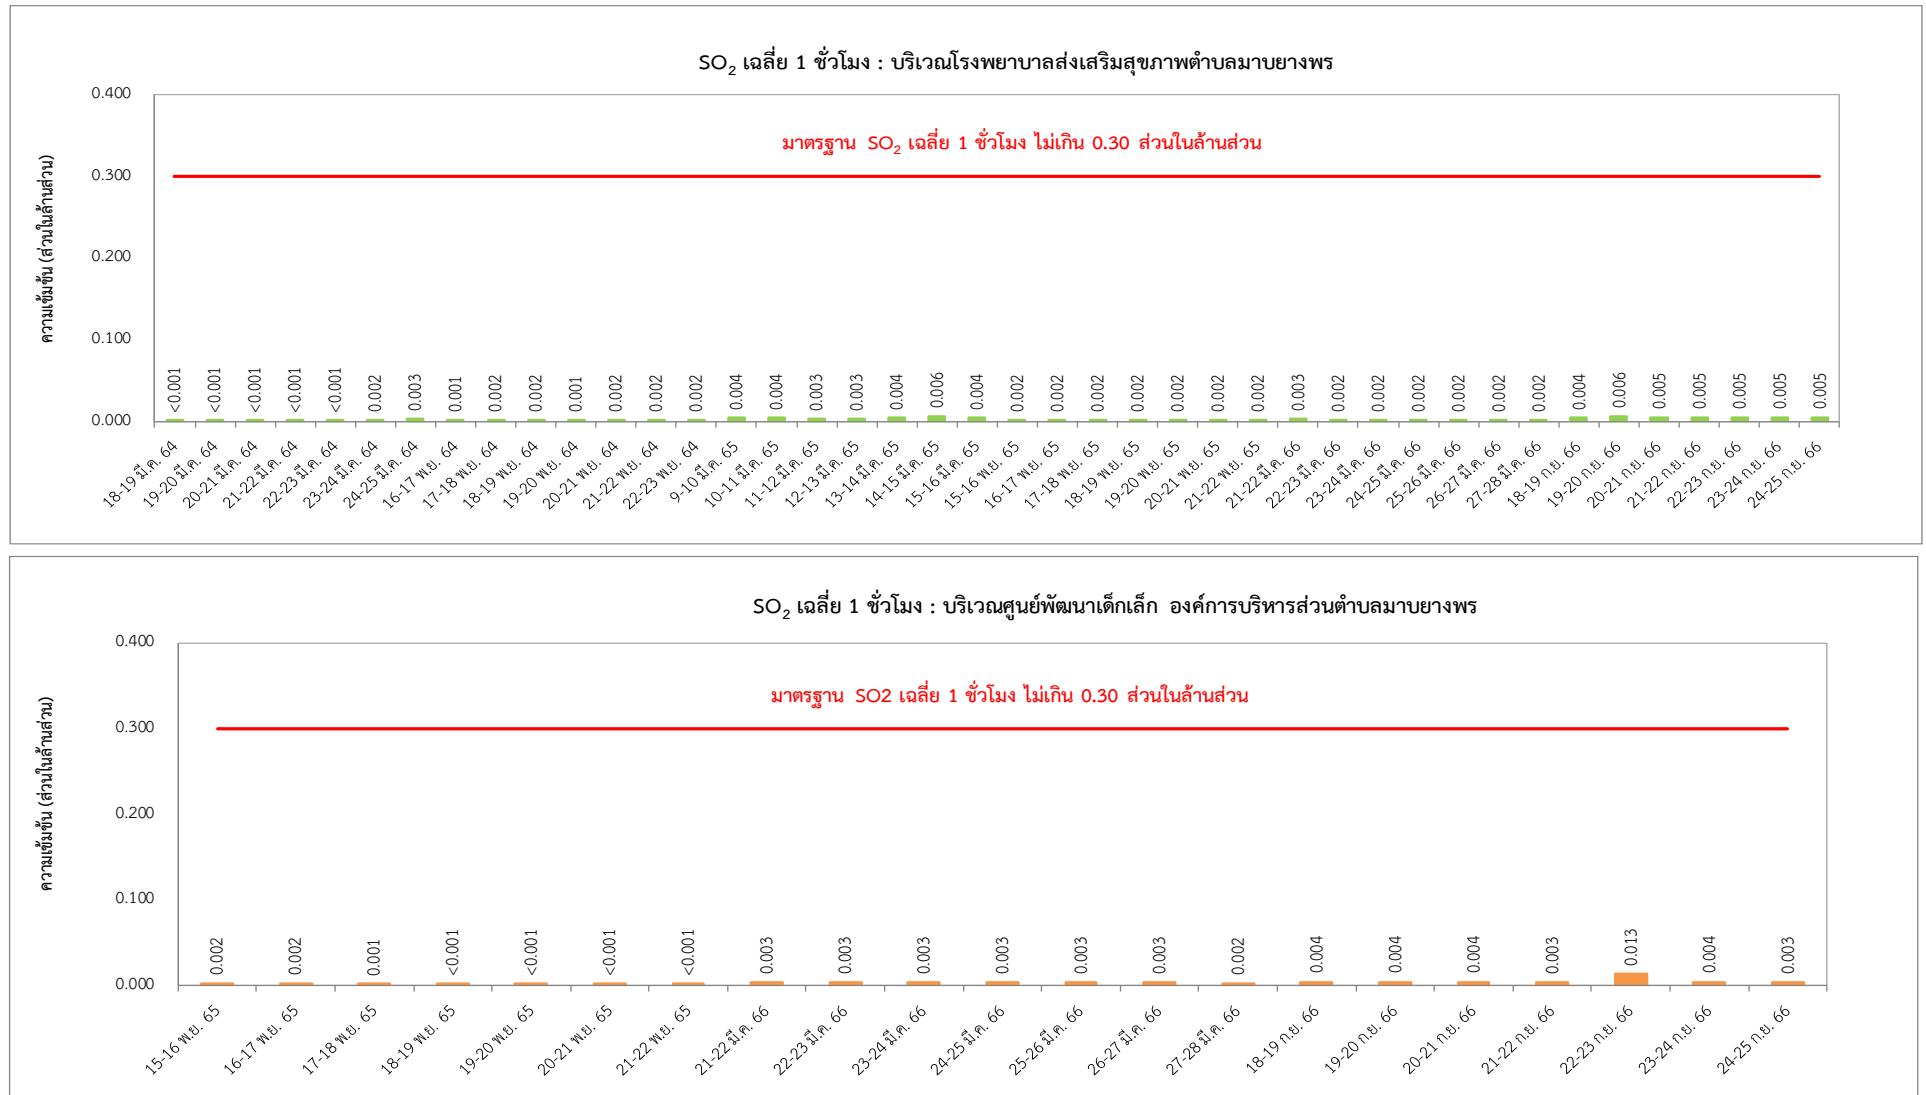 SO₂ เฉลี่ย 1 ชั่วโมง : บริเวณโรงพยาบาลส่งเสริมสุขภาพตำบลมาบยางพร
มาตรฐาน SO₂ เฉลี่ย 1 ชั่วโมง ไม่เกิน 0.30 ส่วนในล้านส่วน
ความเข้มข้น (ส่วนในล้านส่วน)
0.400
0.300
0.200
0.100
0.000
<0.001 <0.001 <0.001 <0.001 <0.001 0.002 0.003 0.001 0.002 0.002 0.001 0.002 0.002 0.002 0.004 0.004 0.003 0.003 0.004 0.006 0.004 0.002 0.002 0.002 0.002 0.002 0.002 0.002 0.003 0.002 0.002 0.002 0.002 0.002 0.002 0.004 0.006 0.005 0.005 0.005 0.005 0.005
18-19 มี.ค. 64
19-20 มี.ค. 64
20-21 มี.ค. 64
21-22 มี.ค. 64
22-23 มี.ค. 64
23-24 มี.ค. 64
24-25 มี.ค. 64
16-17 พ.ย. 64
17-18 พ.ย. 64
18-19 พ.ย. 64
19-20 พ.ย. 64
20-21 พ.ย. 64
21-22 พ.ย. 64
22-23 พ.ย. 64
9-10 มี.ค. 65
10-11 มี.ค. 65
11-12 มี.ค. 65
12-13 มี.ค. 65
13-14 มี.ค. 65
14-15 มี.ค. 65
15-16 มี.ค. 65
15-16 พ.ย. 65
16-17 พ.ย. 65
17-18 พ.ย. 65
18-19 พ.ย. 65
19-20 พ.ย. 65
20-21 พ.ย. 65
21-22 พ.ย. 65
21-22 มี.ค. 66
22-23 มี.ค. 66
23-24 มี.ค. 66
24-25 มี.ค. 66
25-26 มี.ค. 66
26-27 มี.ค. 66
27-28 มี.ค. 66
18-19 ก.ย. 66
19-20 ก.ย. 66
20-21 ก.ย. 66
21-22 ก.ย. 66
22-23 ก.ย. 66
23-24 ก.ย. 66
24-25 ก.ย. 66
SO₂ เฉลี่ย 1 ชั่วโมง : บริเวณศูนย์พัฒนาเด็กเล็ก องค์การบริหารส่วนตำบลมาบยางพร
มาตรฐาน SO2 เฉลี่ย 1 ชั่วโมง ไม่เกิน 0.30 ส่วนในล้านส่วน
ความเข้มข้น (ส่วนในล้านส่วน)
0.400
0.300
0.200
0.100
0.000
0.002 0.002 0.001 <0.001 <0.001 <0.001 <0.001 0.003 0.003 0.003 0.003 0.003 0.003 0.002 0.004 0.004 0.004 0.003 0.013 0.004 0.003
15-16 พ.ย. 65
16-17 พ.ย. 65
17-18 พ.ย. 65
18-19 พ.ย. 65
19-20 พ.ย. 65
20-21 พ.ย. 65
21-22 พ.ย. 65
21-22 มี.ค. 66
22-23 มี.ค. 66
23-24 มี.ค. 66
24-25 มี.ค. 66
25-26 มี.ค. 66
26-27 มี.ค. 66
27-28 มี.ค. 66
18-19 ก.ย. 66
19-20 ก.ย. 66
20-21 ก.ย. 66
21-22 ก.ย. 66
22-23 ก.ย. 66
23-24 ก.ย. 66
24-25 ก.ย. 66